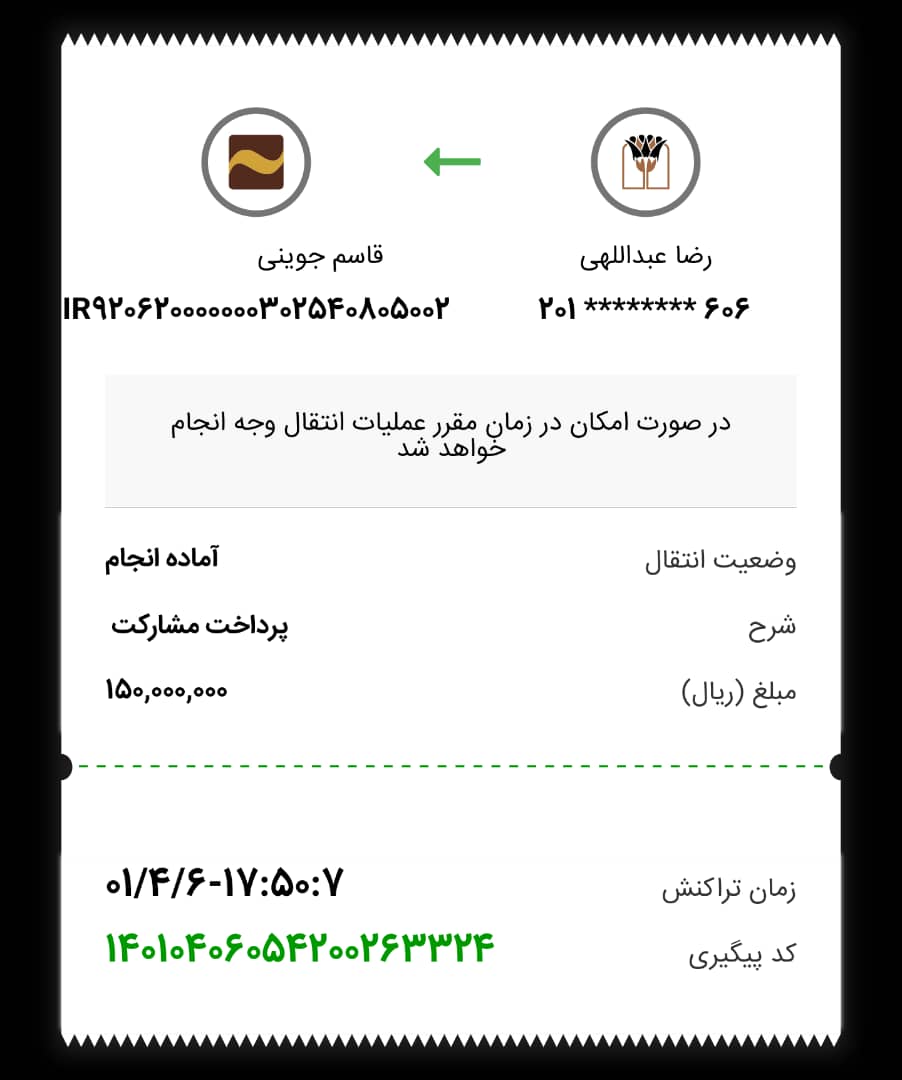 رضا عبداللهی
۲۰۱ ******** ۶۰۶
قاسم جوینی
IR۹۲۰۶۲۰۰۰۰۰۰۰۳۰۲۵۴۰۸۰۵۰۰۲
در صورت امکان در زمان مقرر عملیات انتقال وجه انجام
خواهد شد
وضعیت انتقال آماده انجام
شرح پرداخت مشارکت
مبلغ (ریال) ۱۵۰,۰۰۰,۰۰۰
زمان تراکنش ۰۱/۴/۶-۱۷:۵۰:۷
کد پیگیری ۱۴۰۱۰۴۰۶۰۵۴۲۰۰۲۶۳۳۲۴